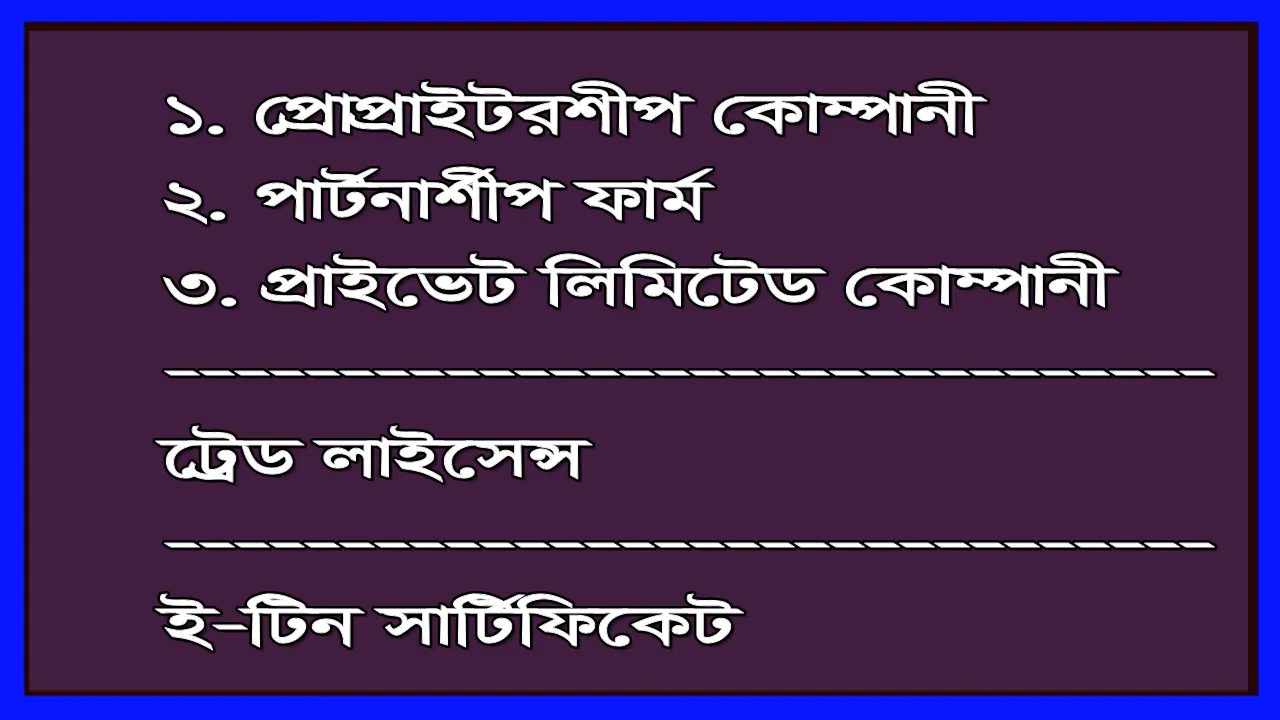 ১. প্রোপ্রাইটরশীপ কোম্পানী
২. পার্টনার্শীপ ফার্ম
৩. প্রাইভেট লিমিটেড কোম্পানী
ট্রেড লাইসেন্স
ই-টিন সার্টিফিকেট